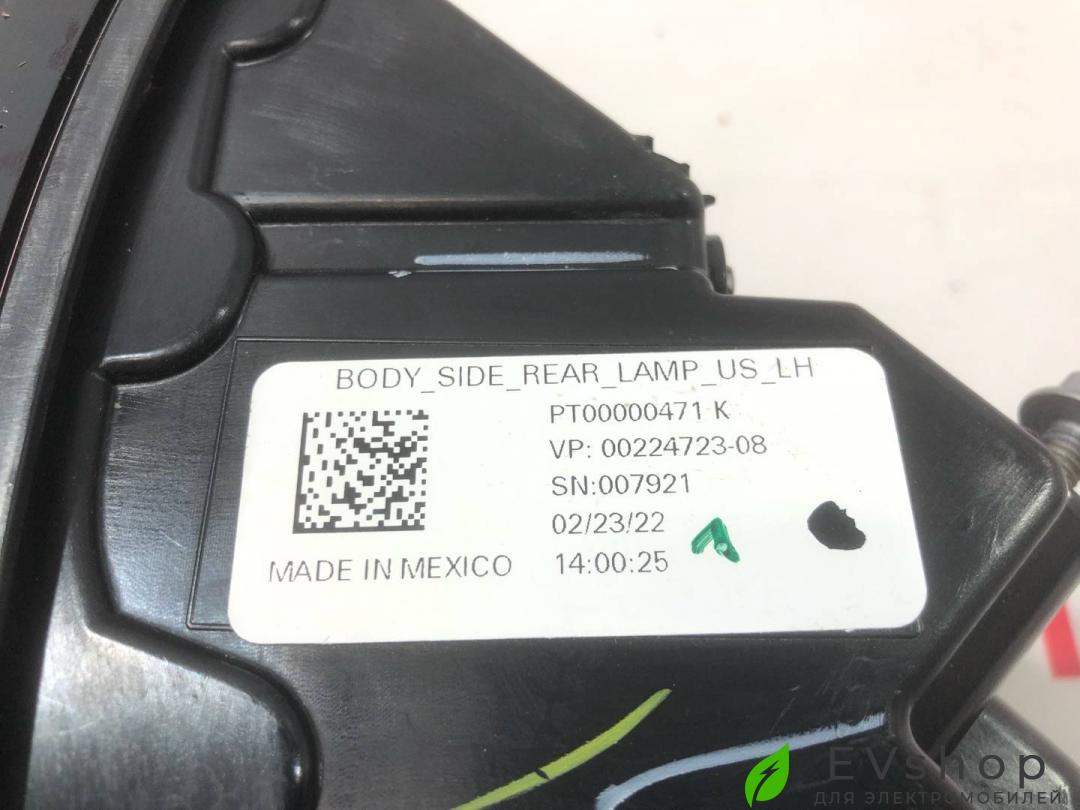 BODY_SIDE_REAR_LAMP_US_LH
PT00000471 K
VP: 00224723-08
SN:007921
02/23/22
14:00:25
MADE IN MEXICO
EVshop
ДЛЯ ЭЛЕКТРОМОБИЛЕЙ